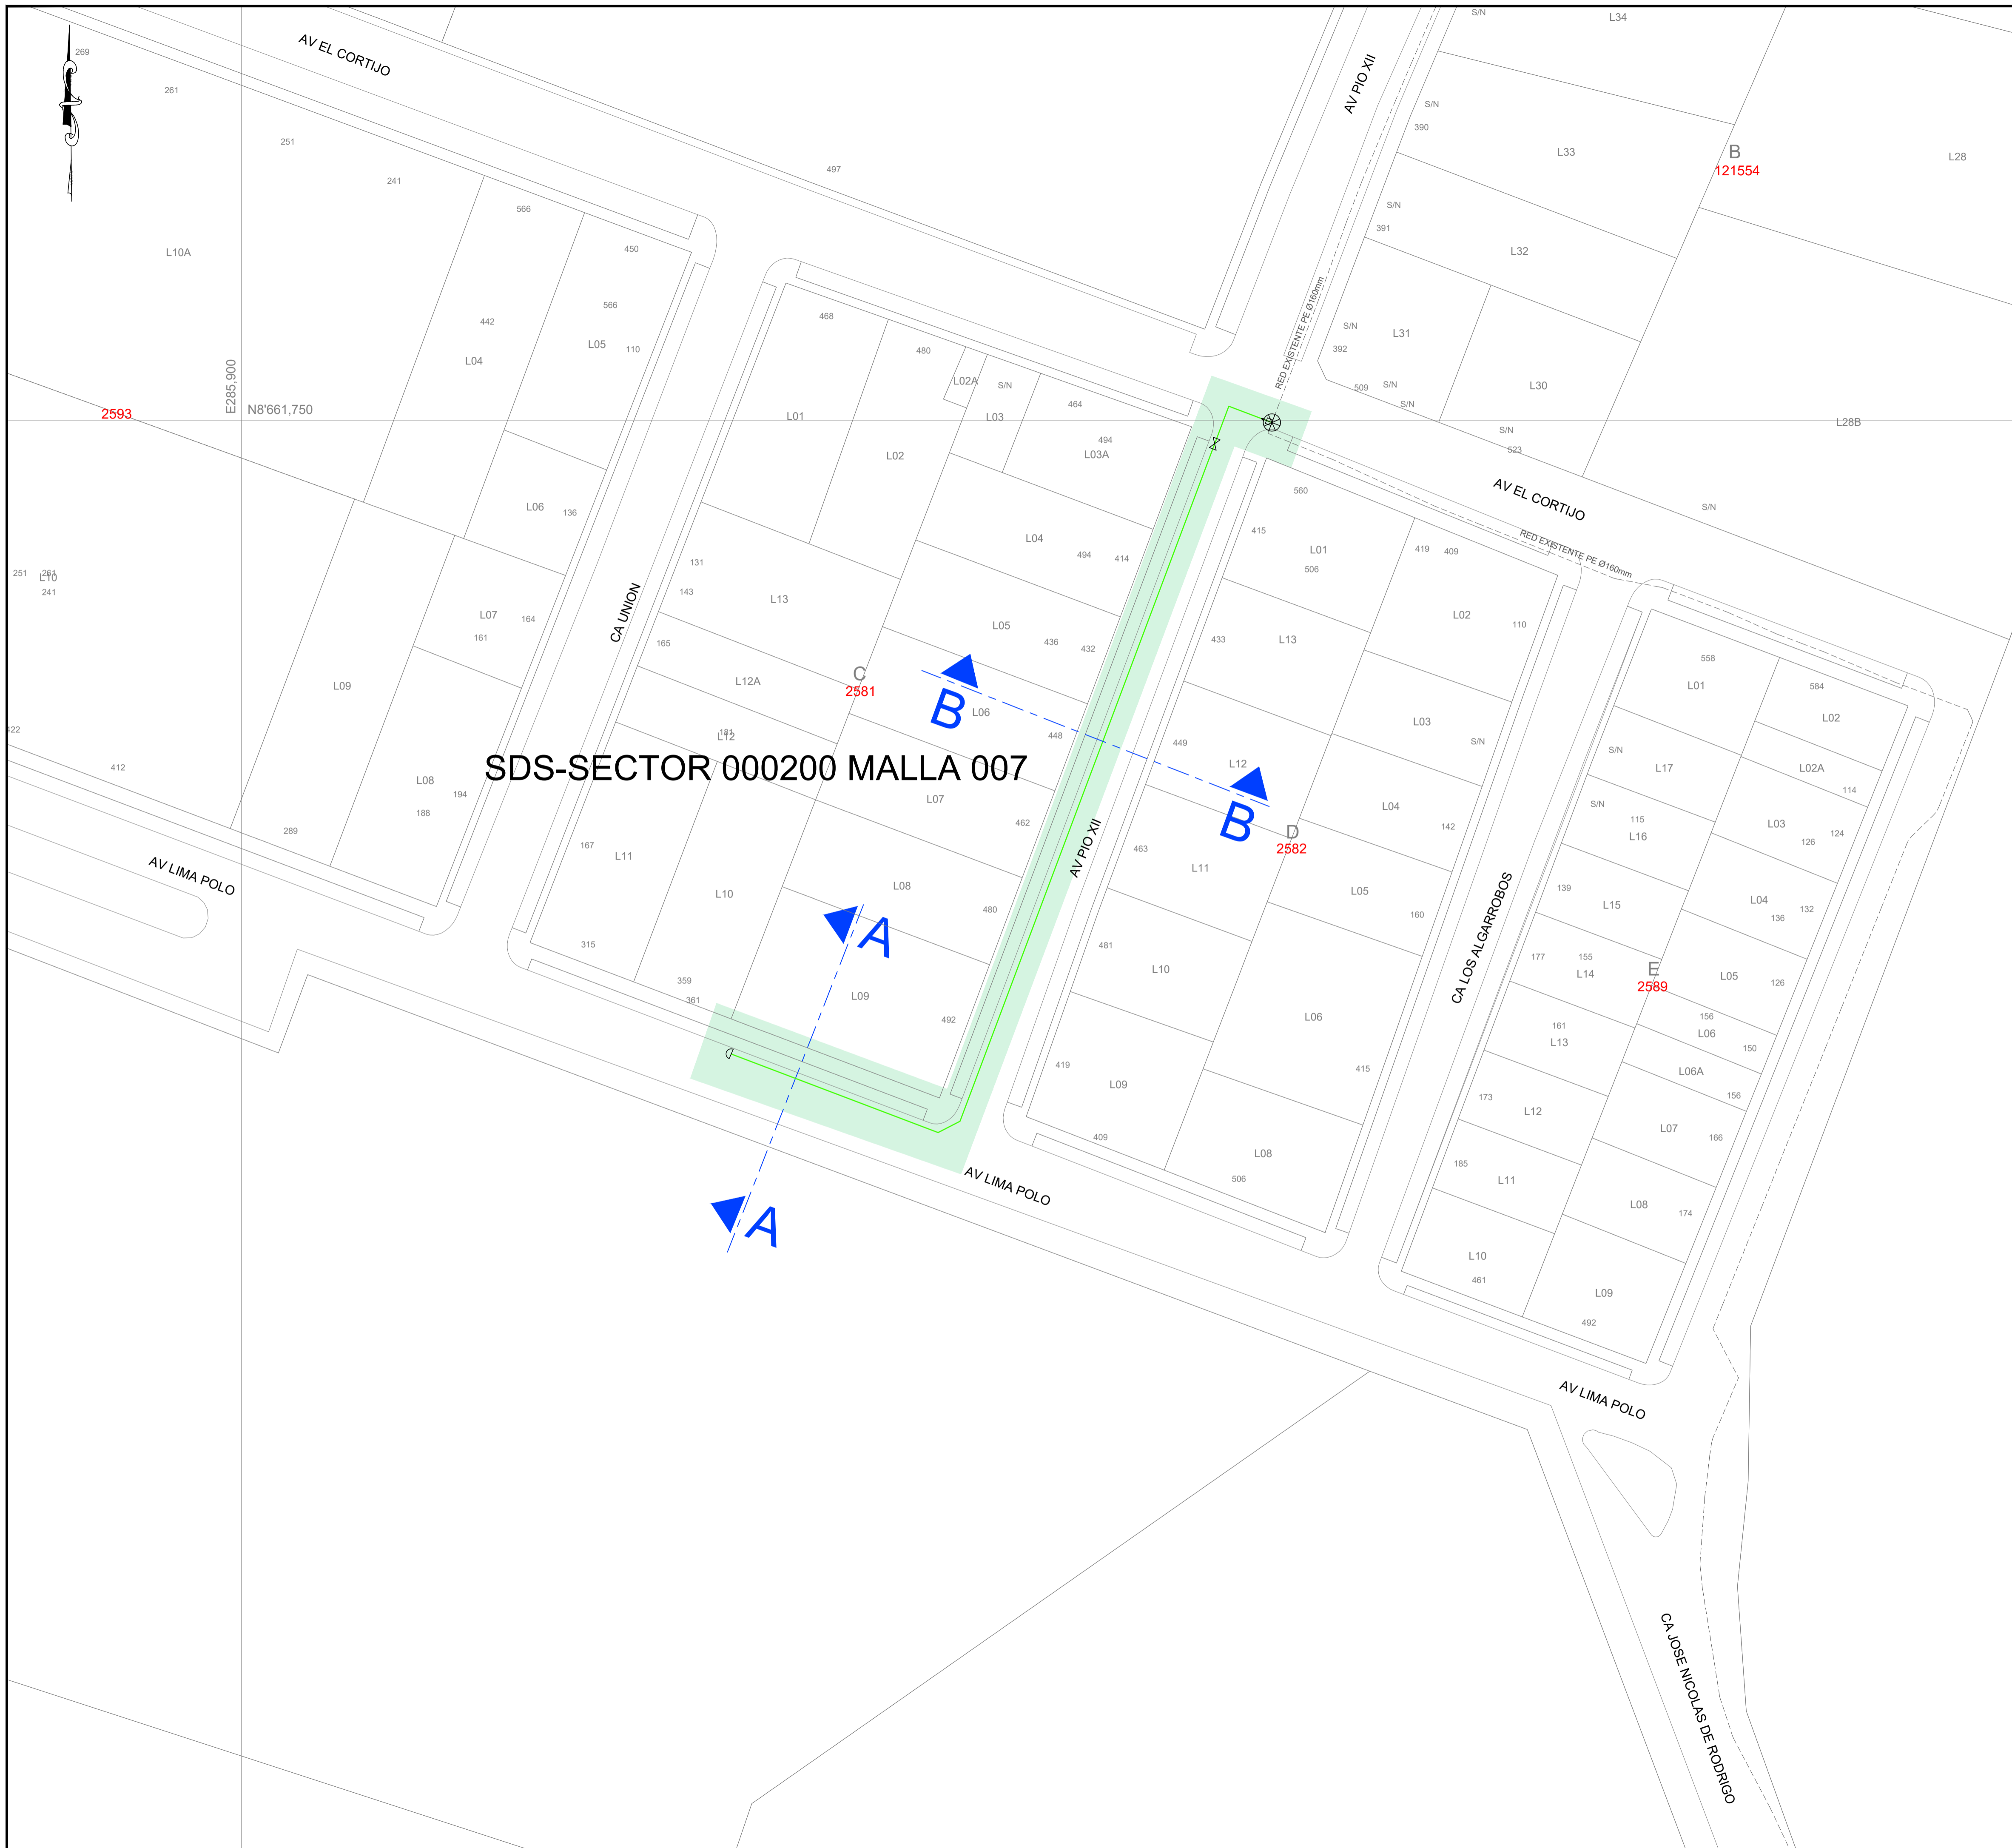 269
AV EL CORTIJO
261
251
241
497
AV PIO XII
S/N
L34
S/N
390
L33
B
121554
L28
S/N
391
L32
L10A
566
450
566
442
L04
L05
110
E285,900
N8'661,750
2593
468
480
L02A
S/N
L03
464
494
L03A
L01
L02
RED EXISTENTE PE Ø160mm
S/N
392
L31
L30
509
S/N
S/N
S/N
523
L28B
AV EL CORTIJO
S/N
RED EXISTENTE PE Ø160mm
L06
136
L04
494
414
560
415
L01
506
419
409
L02
110
251
261
L10
241
L07
161
164
CA UNION
131
143
L13
165
L12A
L05
436
432
433
L13
C
2581
B
L06
448
449
L12
B
L03
S/N
L04
142
558
L01
584
L02
S/N
L17
L02A
114
S/N
115
L16
L03
124
126
L09
422
412
L08
194
188
289
AV LIMA POLO
181
L12
SDS-SECTOR 000200 MALLA 007
L07
462
AV PIO XII
463
L11
D
2582
L05
160
167
L11
L10
L08
480
A
315
359
361
L09
492
481
L10
L06
CA LOS ALGARROBOS
139
L15
L04
136
132
177
155
L14
E
2589
L05
126
156
L06
150
161
L13
L06A
156
419
L09
415
173
L12
L07
166
409
L08
506
185
L11
L08
174
AV LIMA POLO
A
L10
461
L09
492
AV LIMA POLO
CA JOSE NICOLAS DE RODRIGO